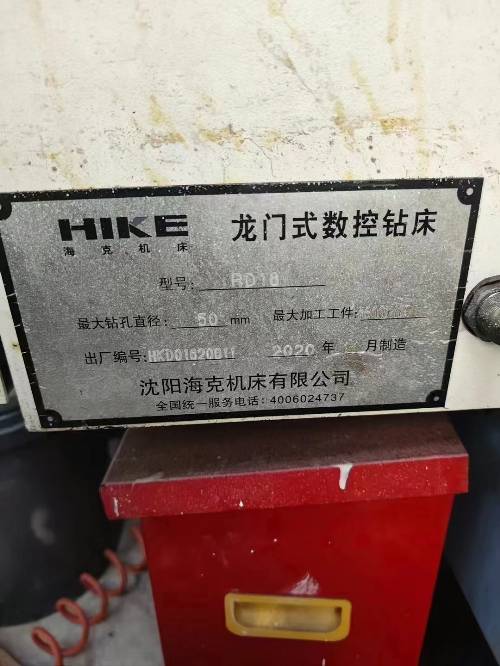 HIKE 龙门式数控钻床
海克机床
型号: RD16
最大钻孔直径: 50 mm 最大加工工件:
出厂编号: 2020 年 月制造
沈阳海克机床有限公司
全国统一服务电话: 4006024737